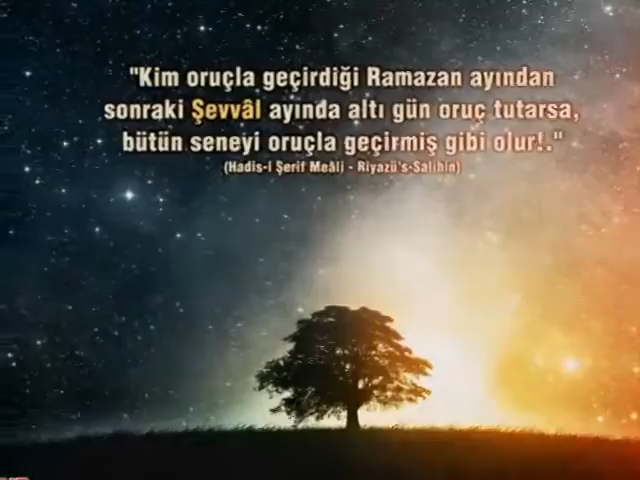 "Kim oruçla geçirdiği Ramazan ayından
sonraki Şevvâl ayında altı gün oruç tutarsa,
bütün seneyi oruçla geçirmiş gibi olur!."
(Hadis-i Şerif Meâli - Riyazü's-Salihin)